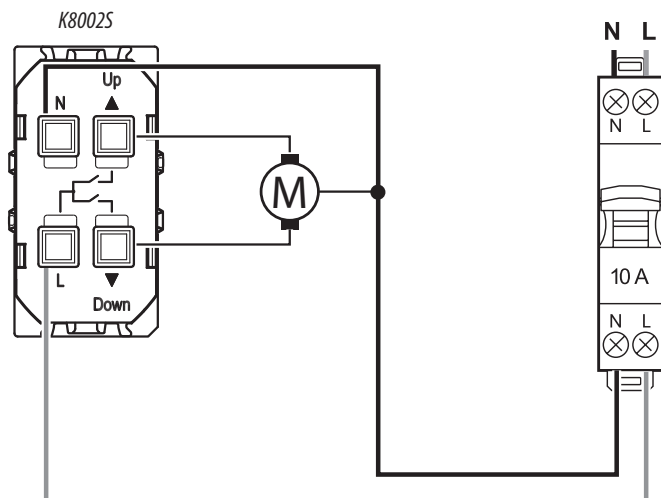 K8002S
N L
Up
N ▲
N L
M
10 A
L ▼
Down
N L